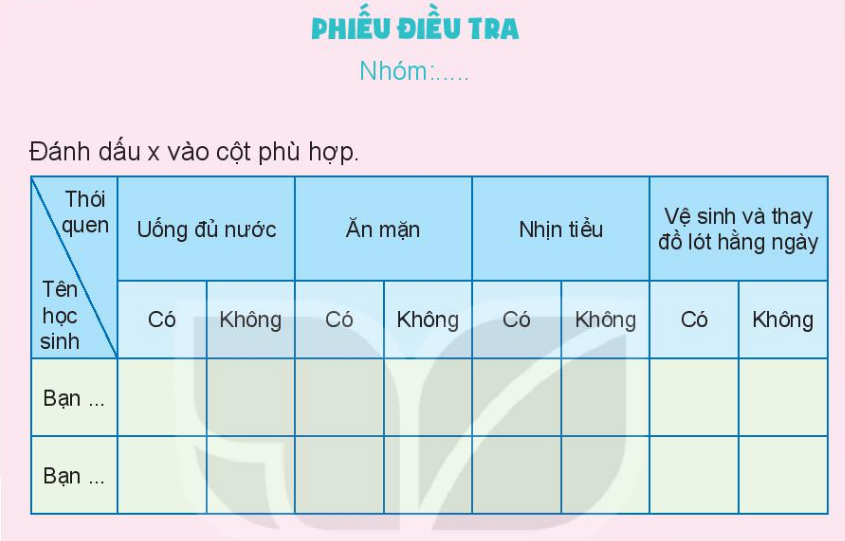 PHIẾU ĐIỀU TRA
Nhóm:.....
Đánh dấu x vào cột phù hợp.
Thói
quen
Tên
học
sinh
Uống đủ nước
Ăn mặn
Nhịn tiểu
Vệ sinh và thay
đồ lót hằng ngày
Có Không Có Không Có Không Có Không
Bạn ...
Bạn ...